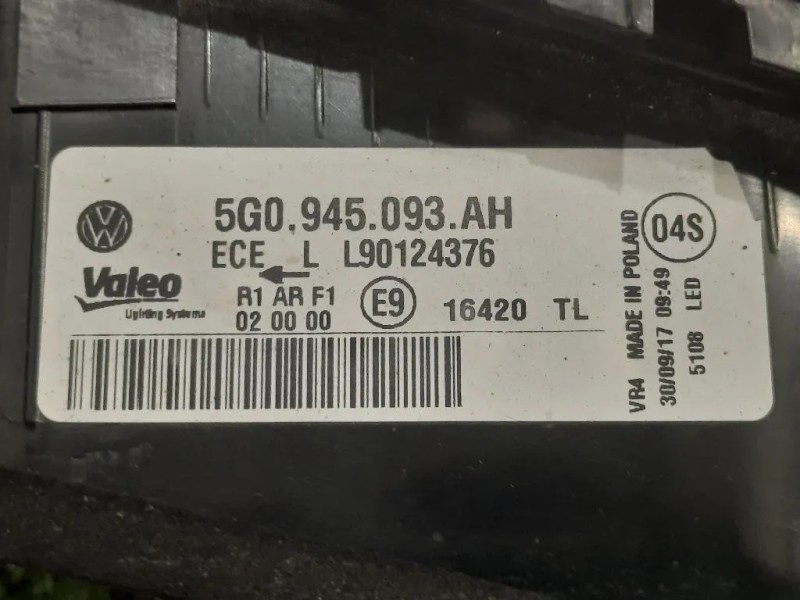 5G0.945.093.AH
ECE L L90124376
Valeo
Lighting Systems
R1 AR F1
02 00 00
E9
16420 TL
04S
VR4 MADE IN POLAND
30/09/17 09:49
5108 LED